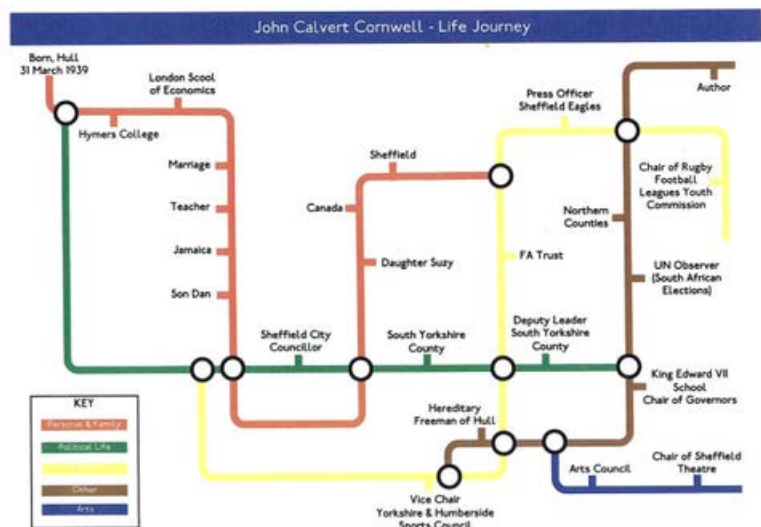 John Calvert Cornwell - Life Journey
Born, Hull
31 March 1939
London Scool
of Economics
Hymers College
Marriage
Teacher
Jamaica
Son Dan
Sheffield
Canada
Daughter Suzy
Press Officer
Sheffield Eagles
Author
Chair of Rugby
Football
Leagues Youth
Commission
Northern
Counties
FA Trust
UN Observer
(South African
Elections)
Sheffield City
Councillor
South Yorkshire
County
Deputy Leader
South Yorkshire
County
King Edward VII
School
Chair of Governors
Hereditary
Freeman of Hull
Arts Council
Chair of Sheffield
Theatre
Vice Chair
Yorkshire & Humberside
Sports Council
KEY
Personal & Family
Political Life
Other
Arts